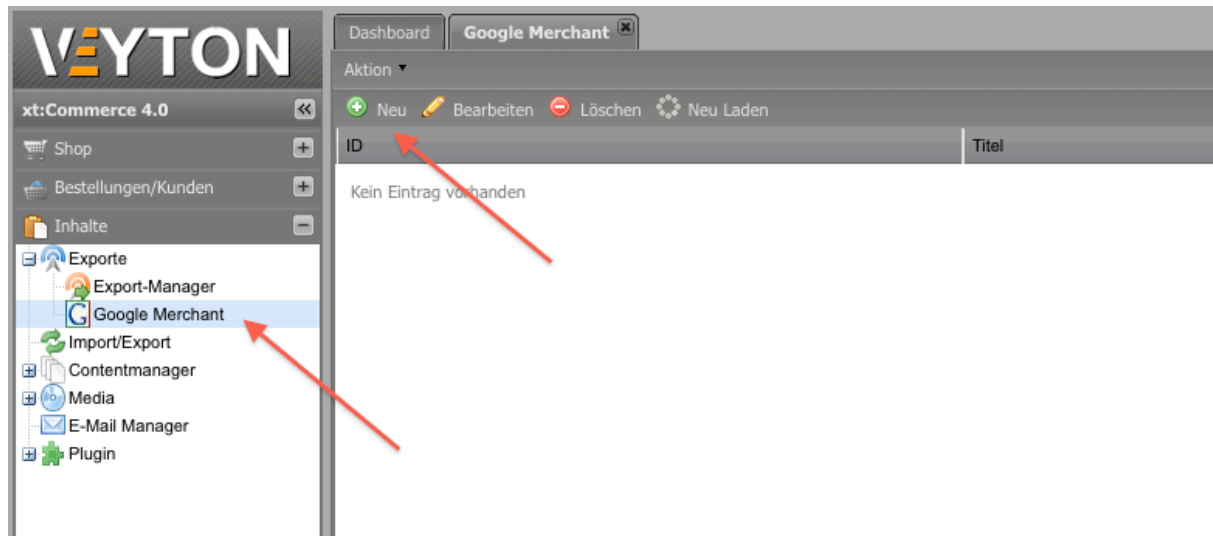 VEYTON
xt:Commerce 4.0
Shop
Bestellungen/Kunden
Inhalte
Exporte
Export-Manager
Google Merchant
Import/Export
Contentmanager
Media
E-Mail Manager
Plugin
Dashboard Google Merchant
Aktion
Neu Bearbeiten Löschen Neu Laden
ID Titel
Kein Eintrag vorhanden